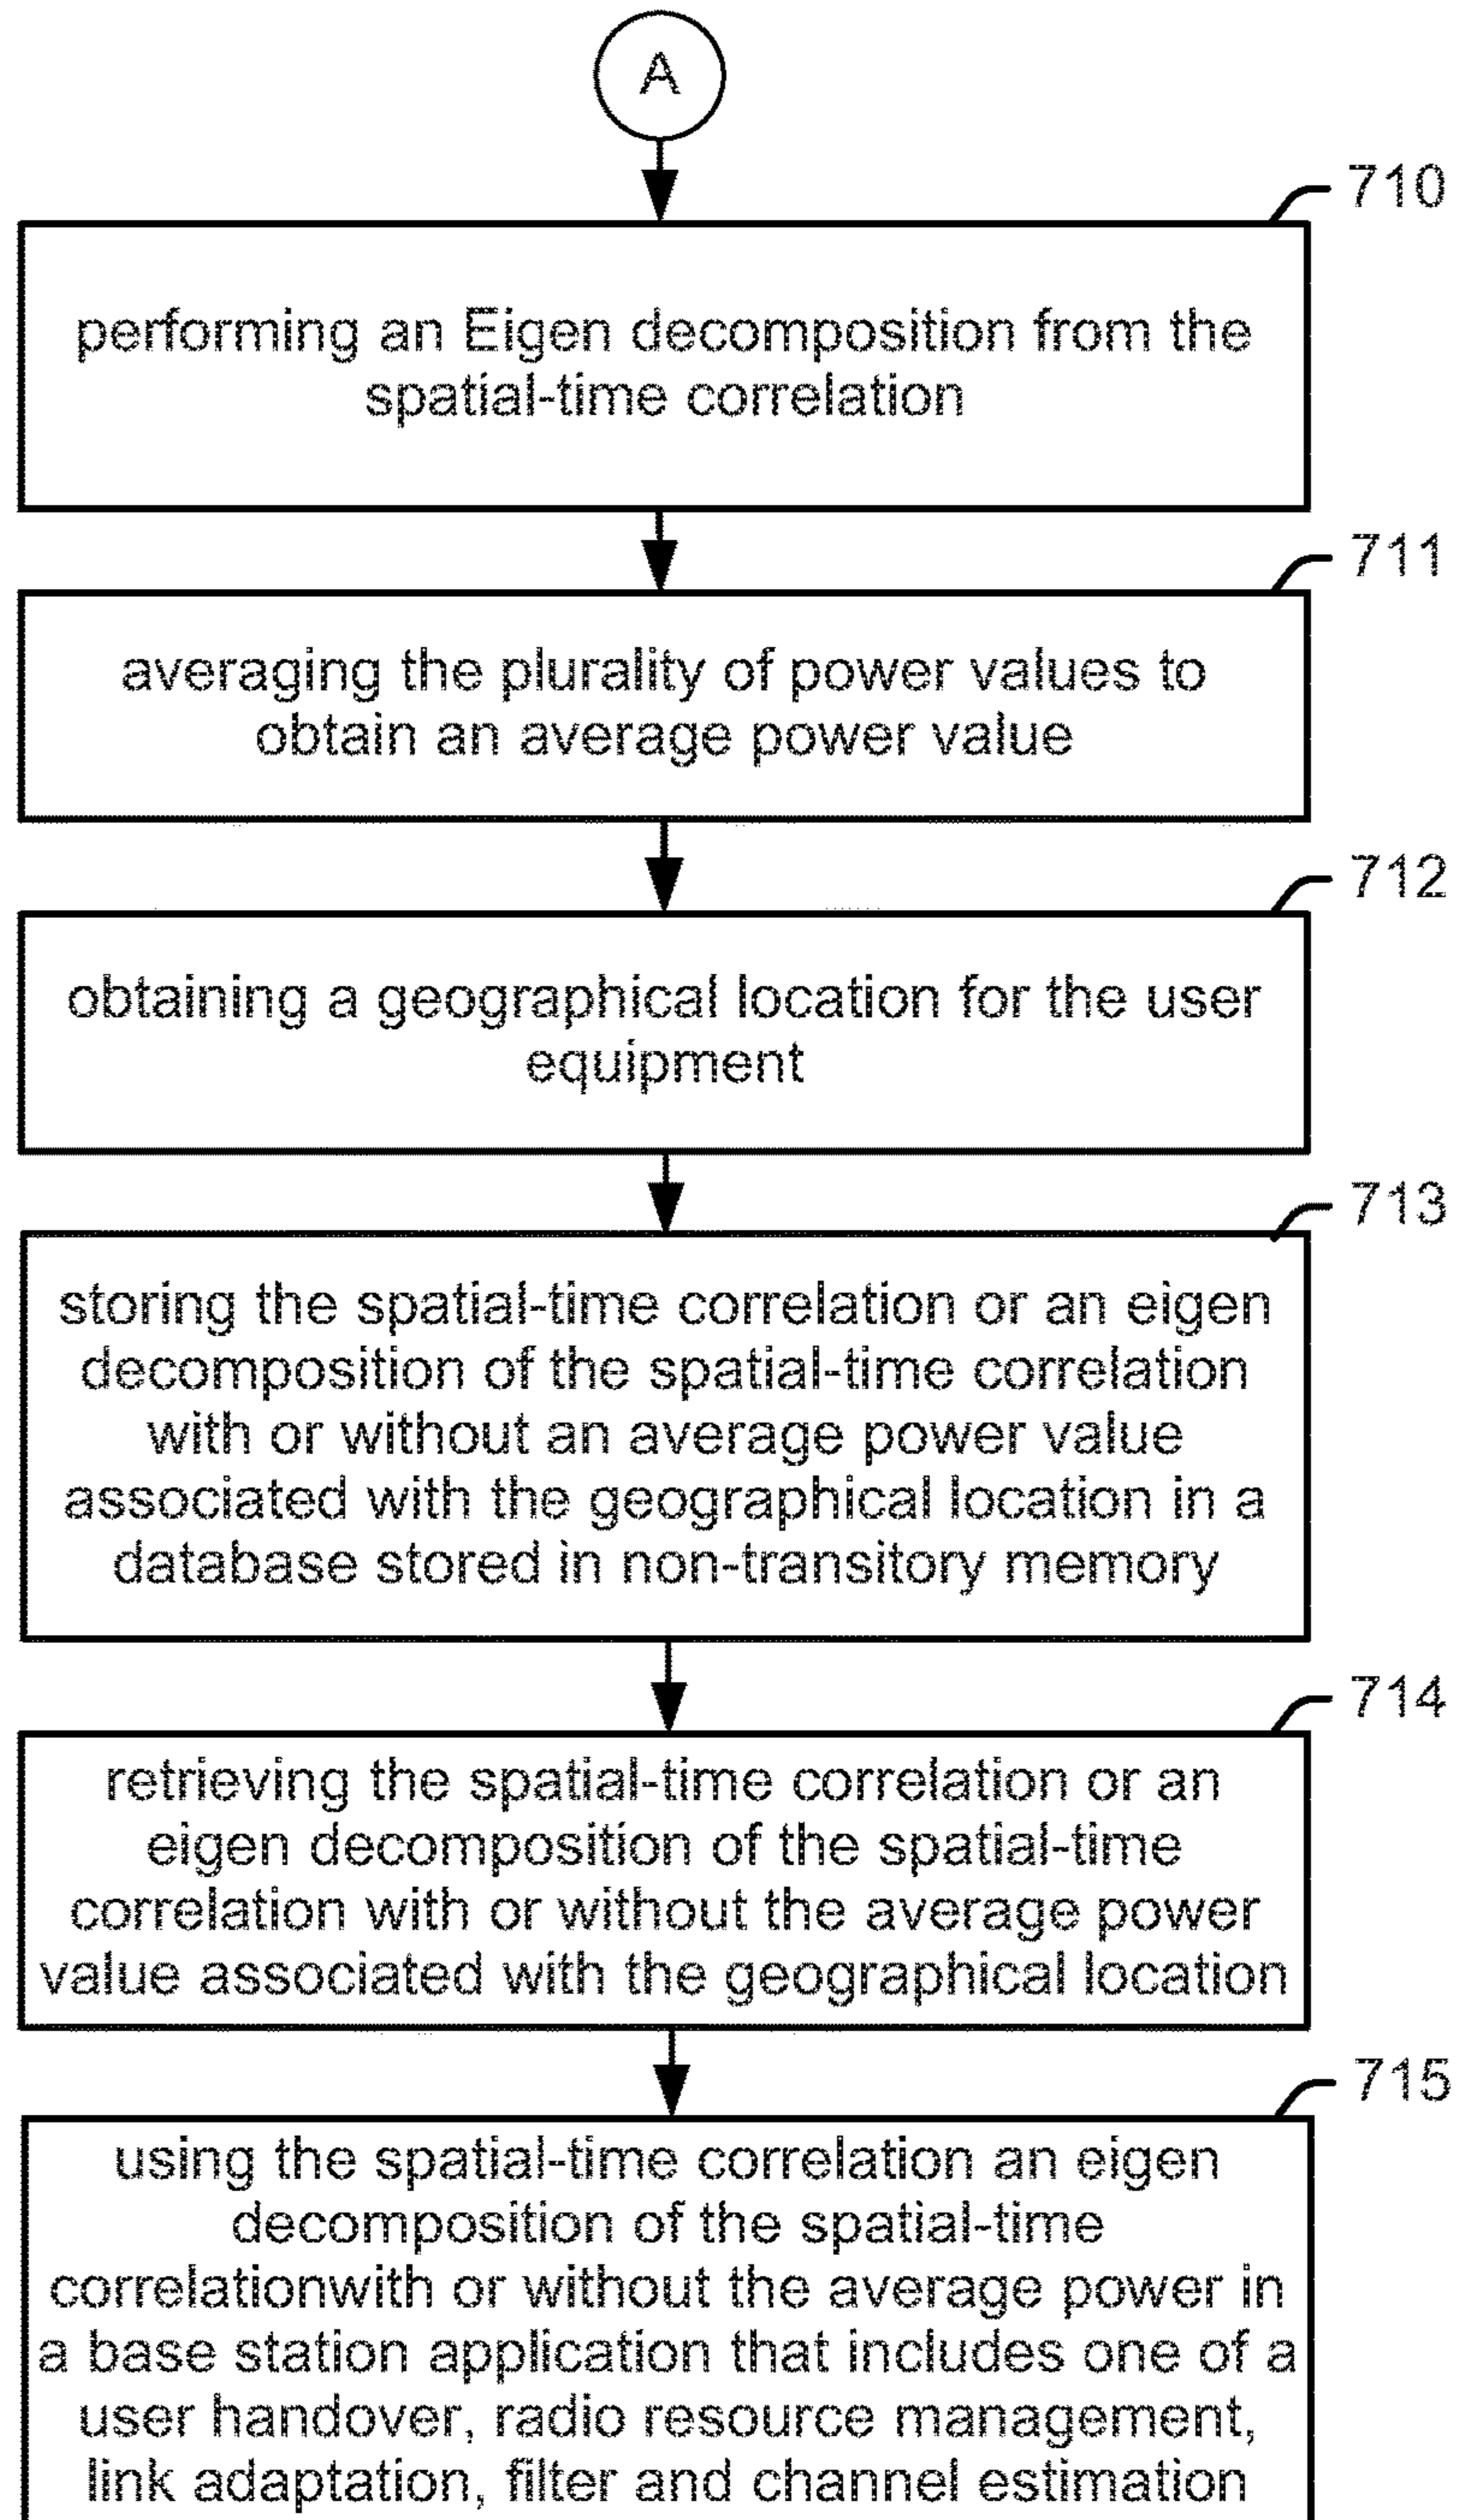 A
710
performing an Eigen decomposition from the
spatial-time correlation
711
averaging the plurality of power values to
obtain an average power value
712
obtaining a geographical location for the user
equipment
713
storing the spatial-time correlation or an eigen
decomposition of the spatial-time correlation
with or without an average power value
associated with the geographical location in a
database stored in non-transitory memory
714
retrieving the spatial-time correlation or an
eigen decomposition of the spatial-time
correlation with or without the average power
value associated with the geographical location
715
using the spatial-time correlation an eigen
decomposition of the spatial-time
correlationwith or without the average power in
a base station application that includes one of a
user handover, radio resource management,
link adaptation, filter and channel estimation